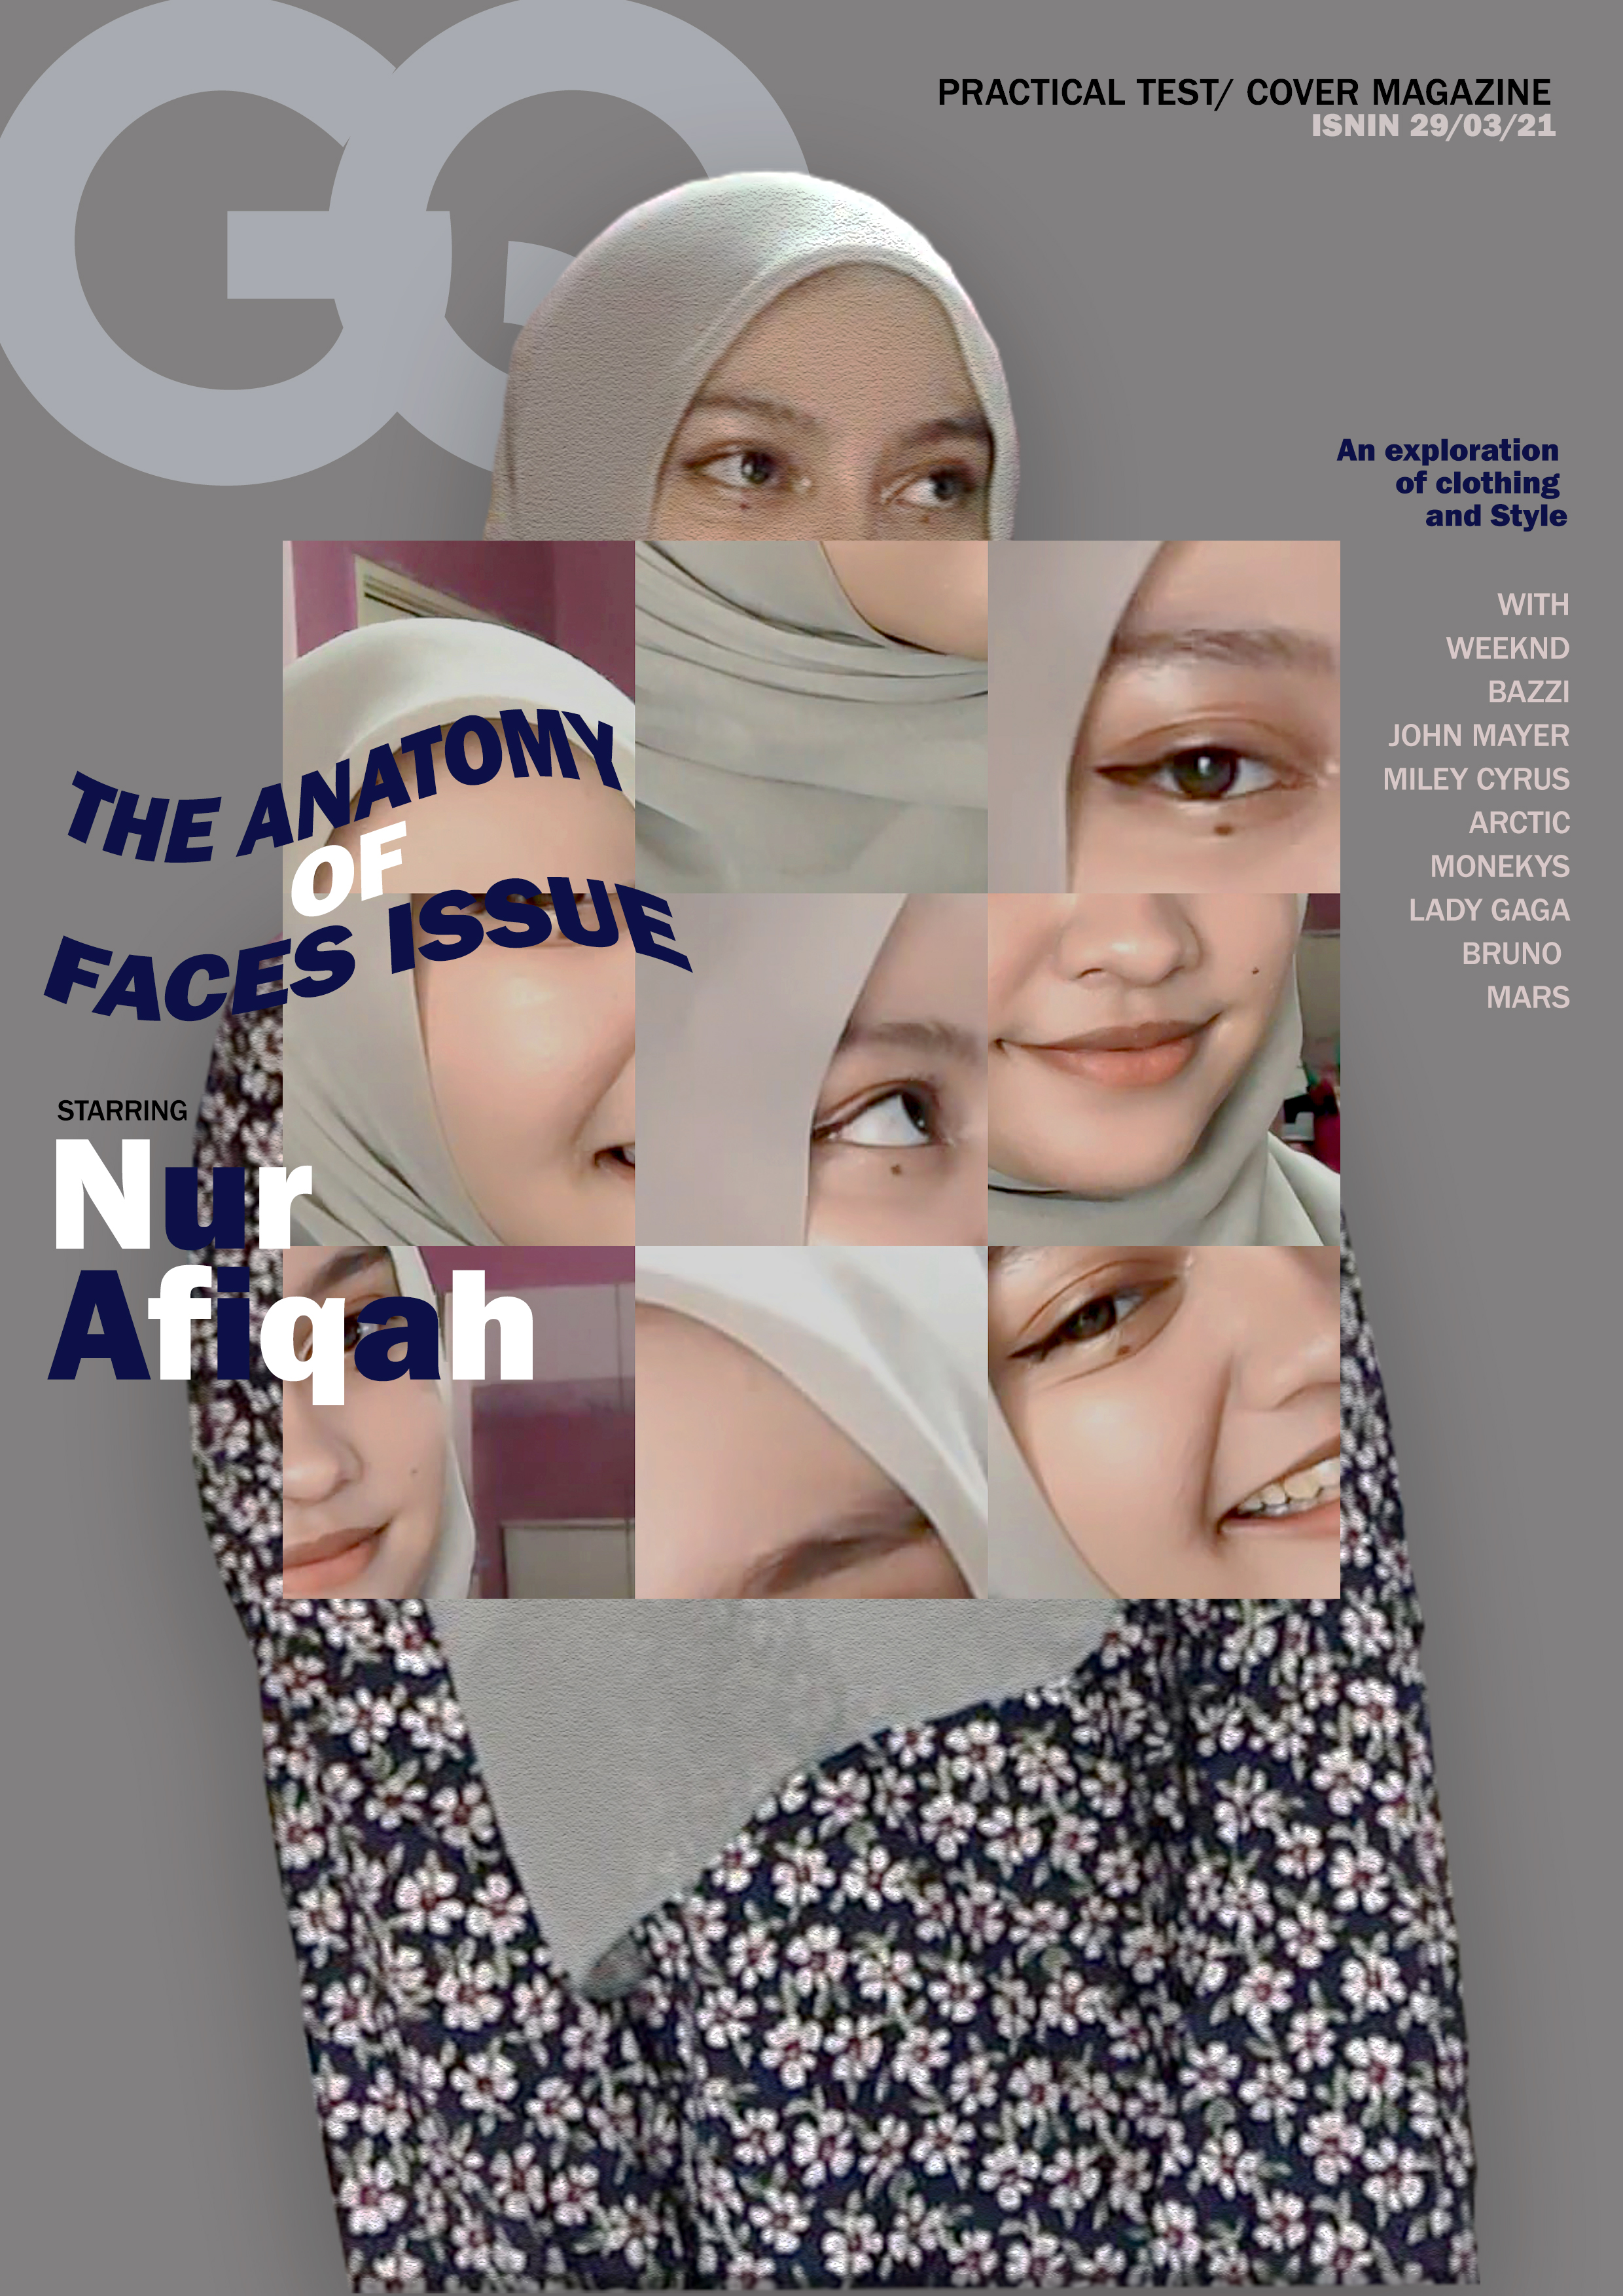 GQ
PRACTICAL TEST/ COVER MAGAZINE
ISNIN 29/03/21
An exploration
of clothing
and Style
WITH
WEEKND
BAZZI
JOHN MAYER
MILEY CYRUS
ARCTIC
MONEKYS
LADY GAGA
BRUNO
MARS
THE ANATOMY
OF
FACES ISSUE
STARRING
Nur
Afiqah